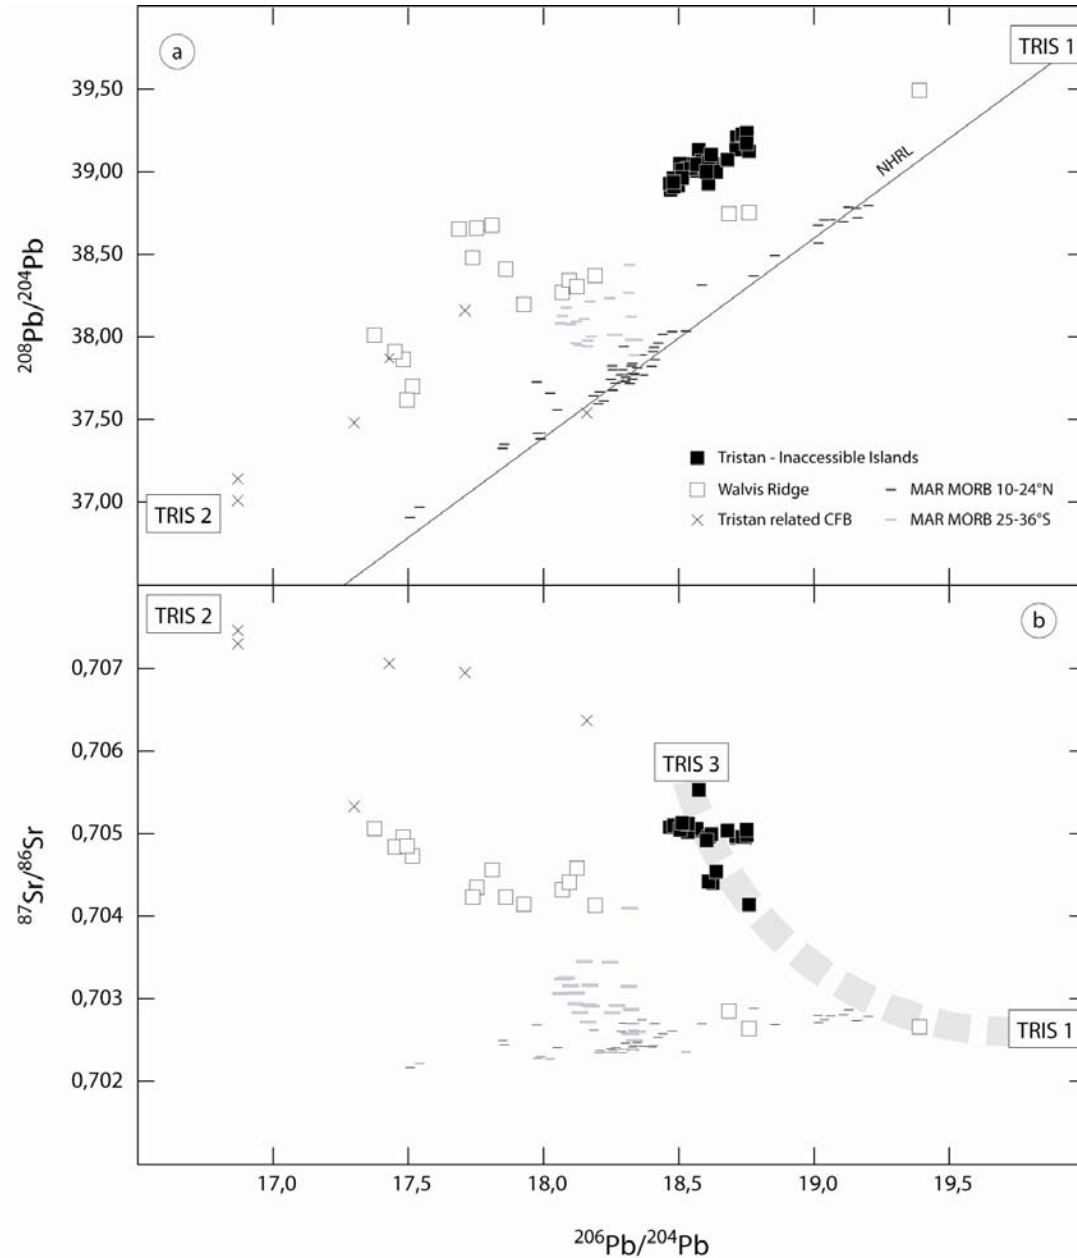 a
TRIS 1
39,50
39,00
NHRL
38,50
38,00
37,50
37,00
²⁰⁸Pb/²⁰⁴Pb
Tristan - Inaccessible Islands
Walvis Ridge
MAR MORB 10-24°N
Tristan related CFB
MAR MORB 25-36°S
TRIS 2
TRIS 2
b
0,707
0,706
TRIS 3
0,705
0,704
0,703
0,702
⁸⁷Sr/⁸⁶Sr
TRIS 1
17,0 17,5 18,0 18,5 19,0 19,5
²⁰⁶Pb/²⁰⁴Pb